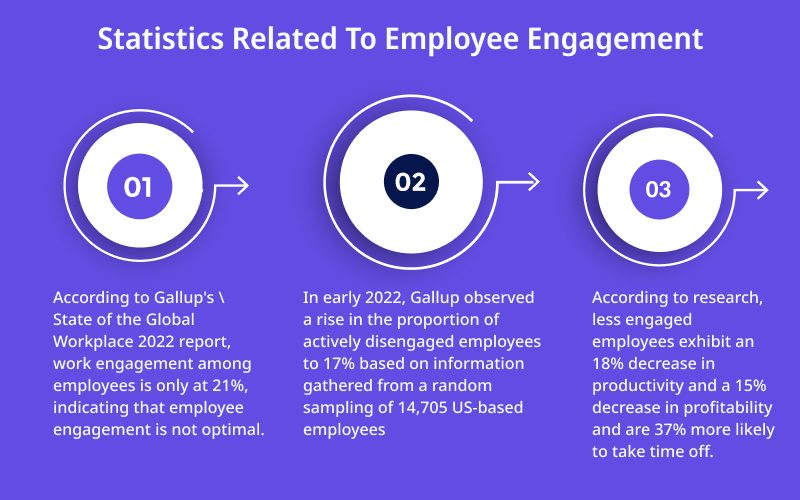 Statistics Related To Employee Engagement
01
02
03
According to Gallup's \
State of the Global
Workplace 2022 report,
work engagement among
employees is only at 21%,
indicating that employee
engagement is not optimal.
In early 2022, Gallup observed
a rise in the proportion of
actively disengaged employees
to 17% based on information
gathered from a random
sampling of 14,705 US-based
employees
According to research,
less engaged
employees exhibit an
18% decrease in
productivity and a 15%
decrease in profitability
and are 37% more likely
to take time off.